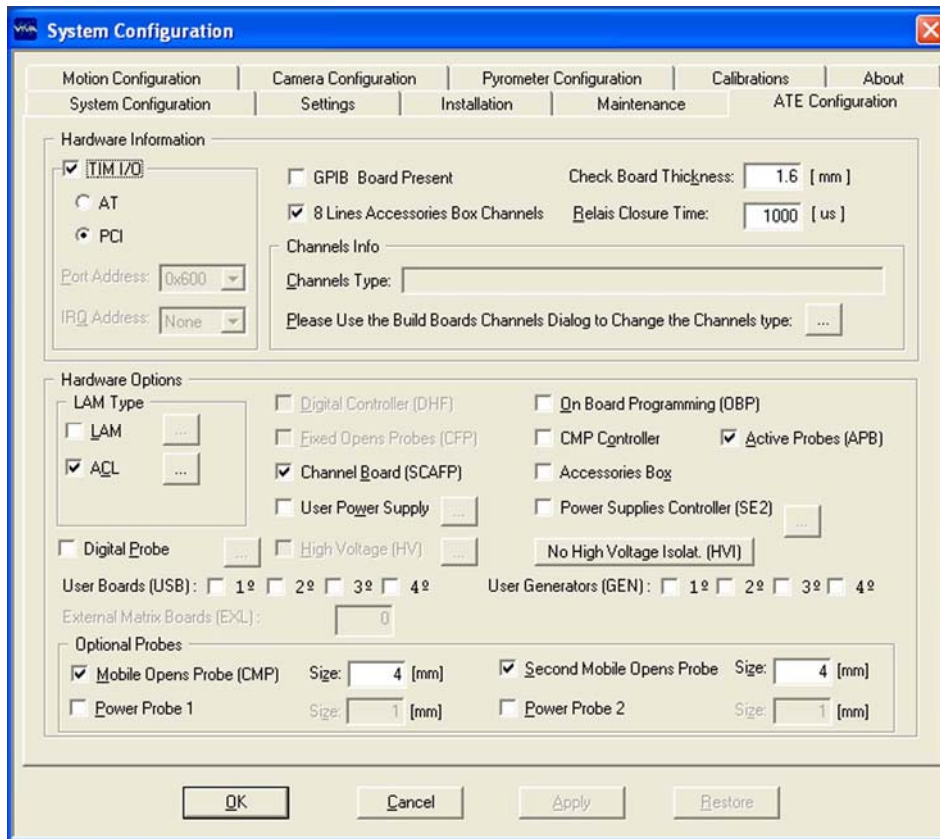 System Configuration
Motion Configuration Camera Configuration Pyrometer Configuration Calibrations About
System Configuration Settings Installation Maintenance ATE Configuration
Hardware Information
TIM I/O
AT
PCI
Port Address: 0x600
IRQ Address: None
GPIB Board Present
8 Lines Accessories Box Channels
Check Board Thickness: 1.6 [ mm ]
Relais Closure Time: 1000 [ us ]
Channels Info
Channels Type:
Please Use the Build Boards Channels Dialog to Change the Channels type: ...
Hardware Options
LAM Type
LAM ...
ACL ...
Digital Controller (DHF)
Fixed Opens Probes (CFP)
Channel Board (SCAFP)
User Power Supply ...
On Board Programming (OBP)
CMP Controller Active Probes (APB)
Accessories Box
Power Supplies Controller (SE2) ...
Digital Probe ... High Voltage (HV) ... No High Voltage Isolat. (HVI)
User Boards (USB) : 1º 2º 3º 4º User Generators (GEN) : 1º 2º 3º 4º
External Matrix Boards (EXL) : 0
Optional Probes
Mobile Opens Probe (CMP) Size: 4 [mm] Second Mobile Opens Probe Size: 4 [mm]
Power Probe 1 Size: 1 [mm] Power Probe 2 Size: 1 [mm]
OK Cancel Apply Restore